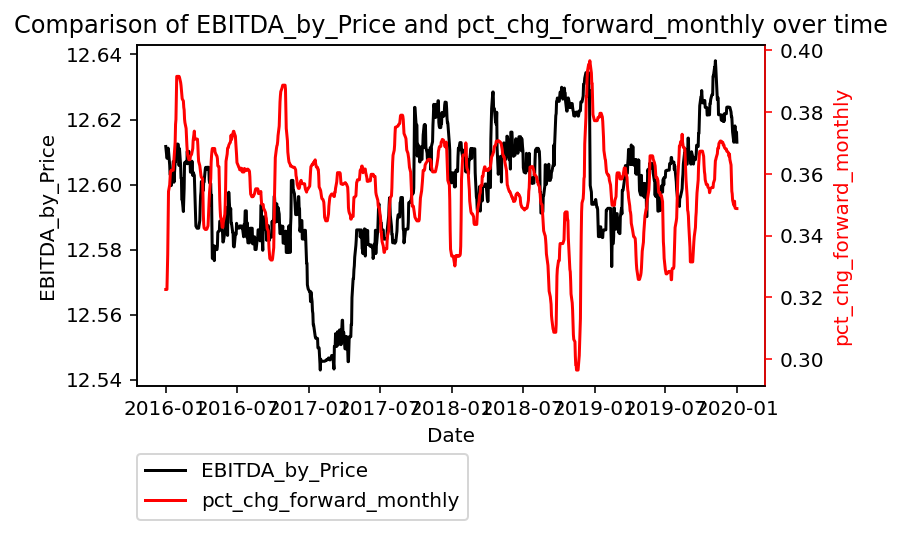 Comparison of EBITDA_by_Price and pct_chg_forward_monthly over time
12.64
12.62
12.60
12.58
12.56
12.54
EBITDA_by_Price
0.40
0.38
0.36
0.34
0.32
0.30
pct_chg_forward_monthly
2016-01 2016-07 2017-01 2017-07 2018-01 2018-07 2019-01 2019-07 2020-01
Date
EBITDA_by_Price
pct_chg_forward_monthly